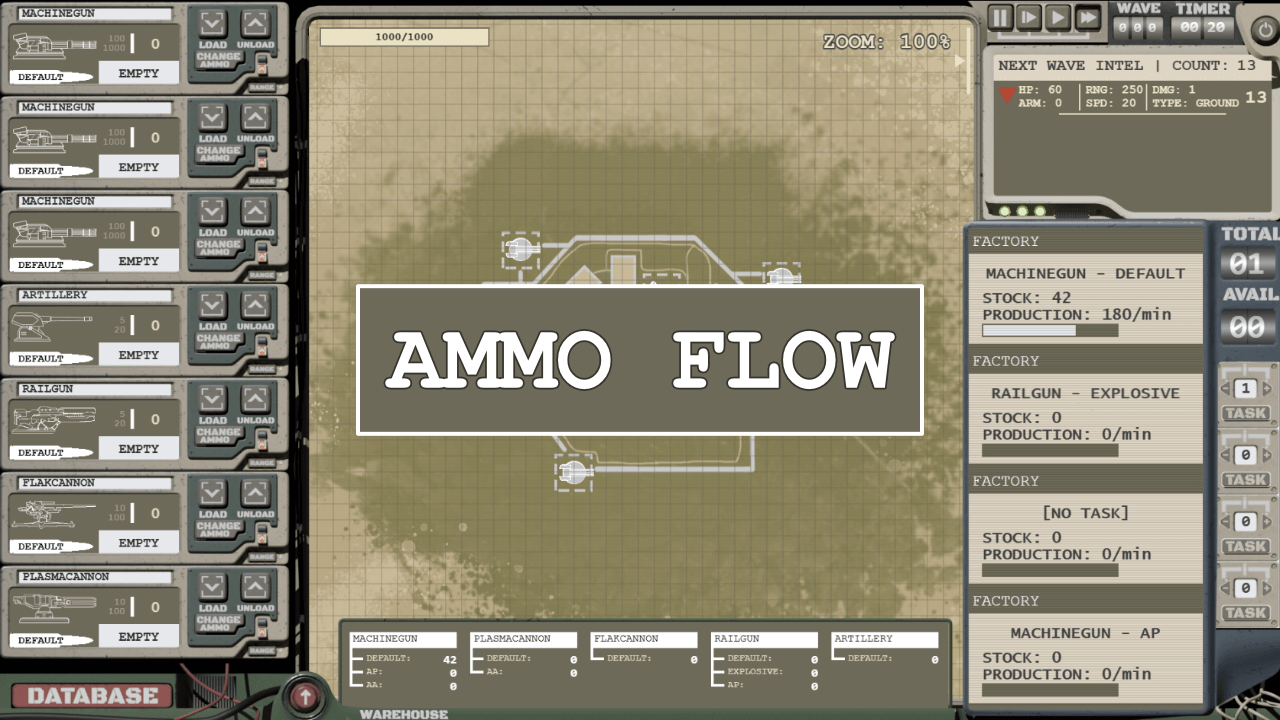 MACHINEGUN
100
1000
0
DEFAULT
EMPTY
LOAD
UNLOAD
CHANGE AMMO
RANGE
MACHINEGUN
100
1000
0
DEFAULT
EMPTY
LOAD
UNLOAD
CHANGE AMMO
RANGE
MACHINEGUN
100
1000
0
DEFAULT
EMPTY
LOAD
UNLOAD
CHANGE AMMO
RANGE
ARTILLERY
5
20
0
DEFAULT
EMPTY
LOAD
UNLOAD
CHANGE AMMO
RANGE
RAILGUN
5
20
0
DEFAULT
EMPTY
LOAD
UNLOAD
CHANGE AMMO
RANGE
FLAKCANNON
10
100
0
DEFAULT
EMPTY
LOAD
UNLOAD
CHANGE AMMO
RANGE
PLASMACANNON
10
100
0
DEFAULT
EMPTY
LOAD
UNLOAD
CHANGE AMMO
RANGE
DATABASE
1000/1000
ZOOM: 100%
AMMO FLOW
MACHINEGUN
DEFAULT: 42
AP: 0
AA: 0
PLASMACANNON
DEFAULT: 0
AA: 0
FLAKCANNON
DEFAULT: 0
RAILGUN
DEFAULT: 0
EXPLOSIVE: 0
AP: 0
ARTILLERY
DEFAULT: 0
WAREHOUSE
WAVE
0 0 0
TIMER
00 20
NEXT WAVE INTEL | COUNT: 13
HP: 60 RNG: 250 DMG: 1
ARM: 0 SPD: 20 TYPE: GROUND
13
FACTORY
MACHINEGUN - DEFAULT
STOCK: 42
PRODUCTION: 180/min
FACTORY
RAILGUN - EXPLOSIVE
STOCK: 0
PRODUCTION: 0/min
FACTORY
[NO TASK]
STOCK: 0
PRODUCTION: 0/min
FACTORY
MACHINEGUN - AP
STOCK: 0
PRODUCTION: 0/min
TOTAL
01
AVAIL
00
1
TASK
0
TASK
0
TASK
0
TASK